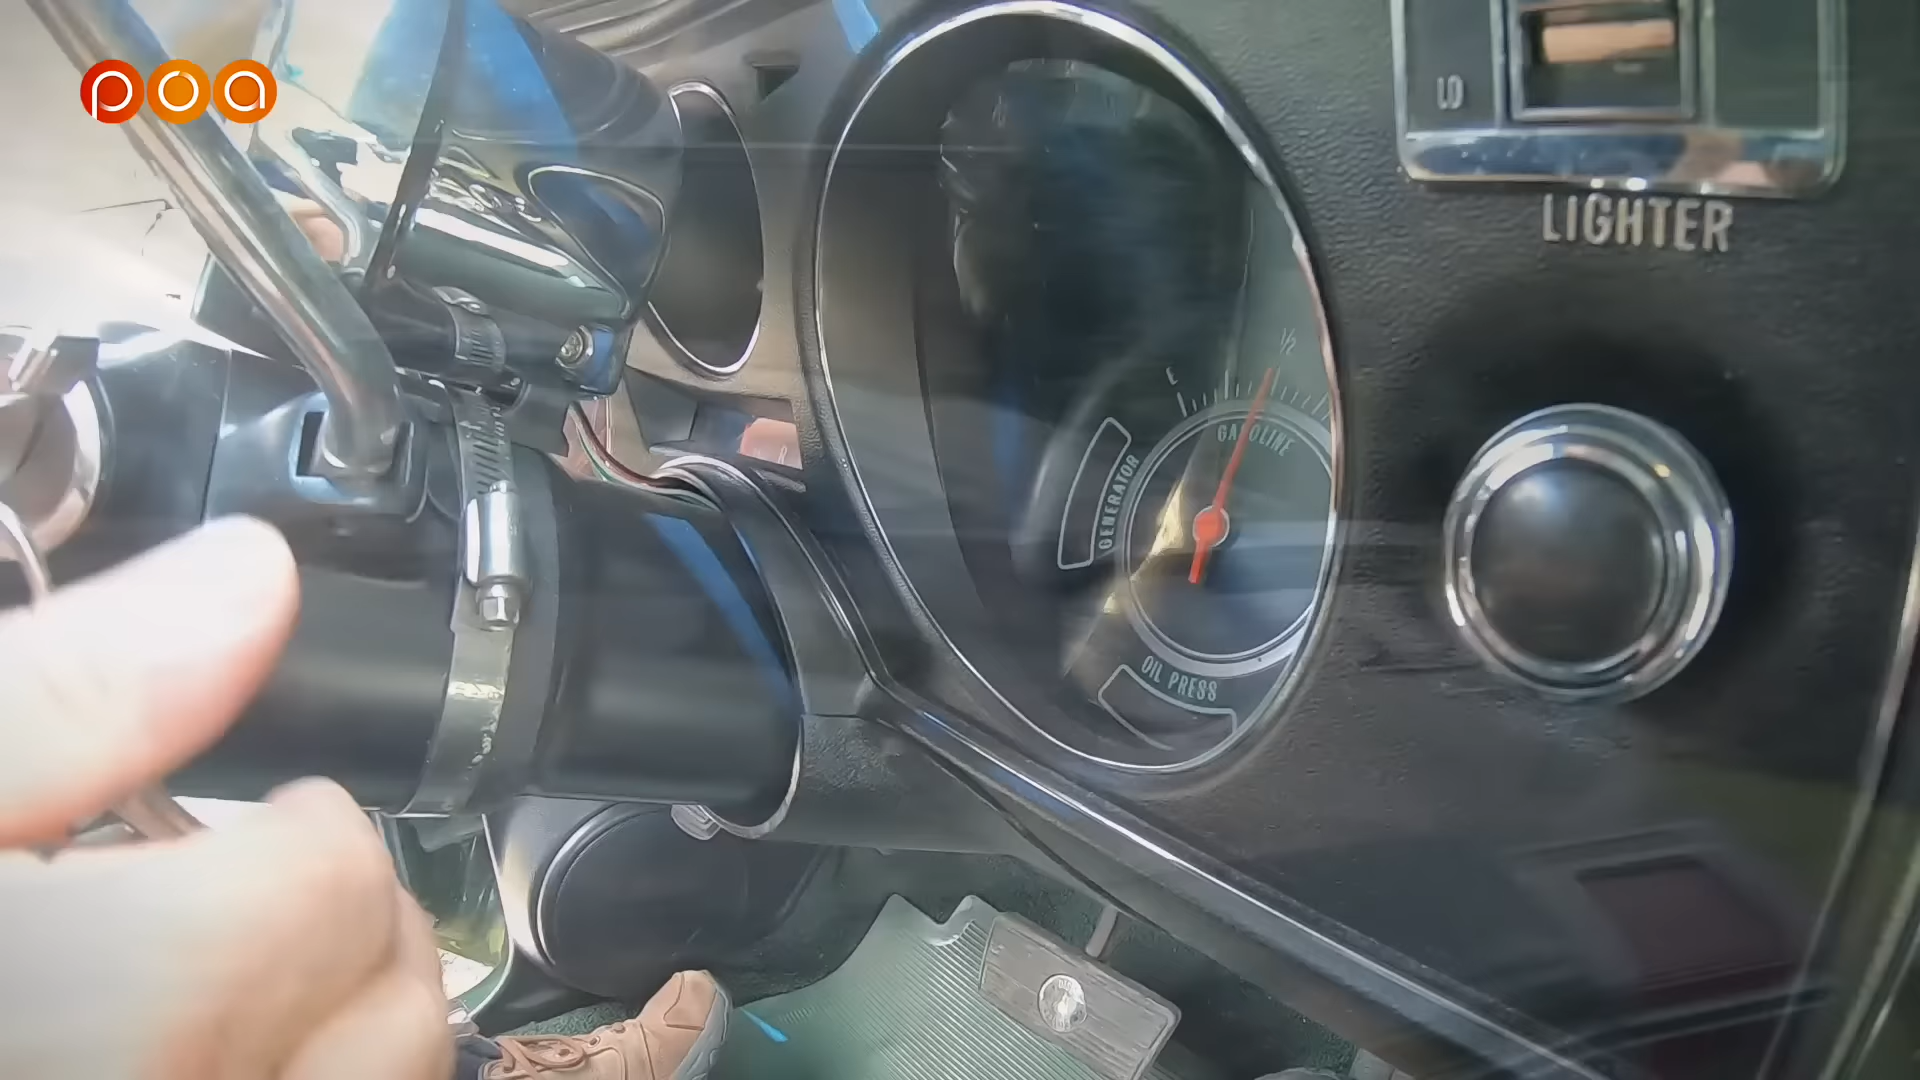 poa
LO
LIGHTER
E
1/2
GASOLINE
GENERATOR
OIL PRESS